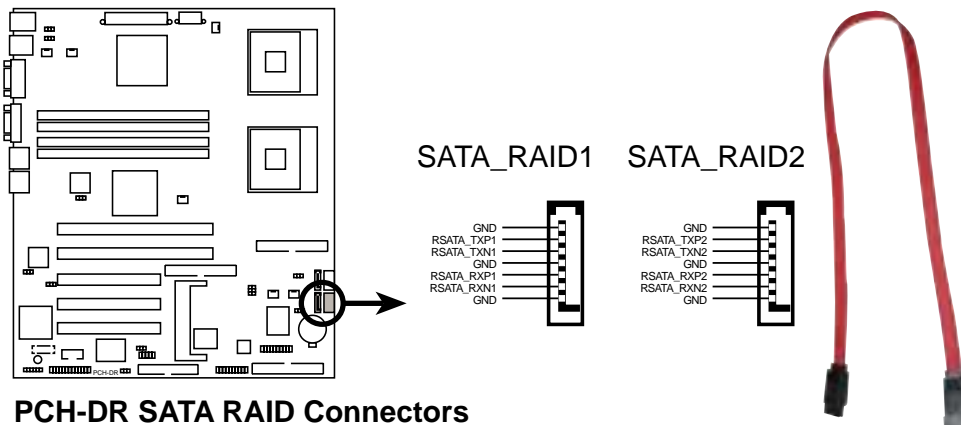 SATA_RAID1
SATA_RAID2
GND
RSATA_TXP1
RSATA_TXN1
GND
RSATA_RXP1
RSATA_RXN1
GND
GND
RSATA_TXP2
RSATA_TXN2
GND
RSATA_RXP2
RSATA_RXN2
GND
PCH-DR
PCH-DR SATA RAID Connectors